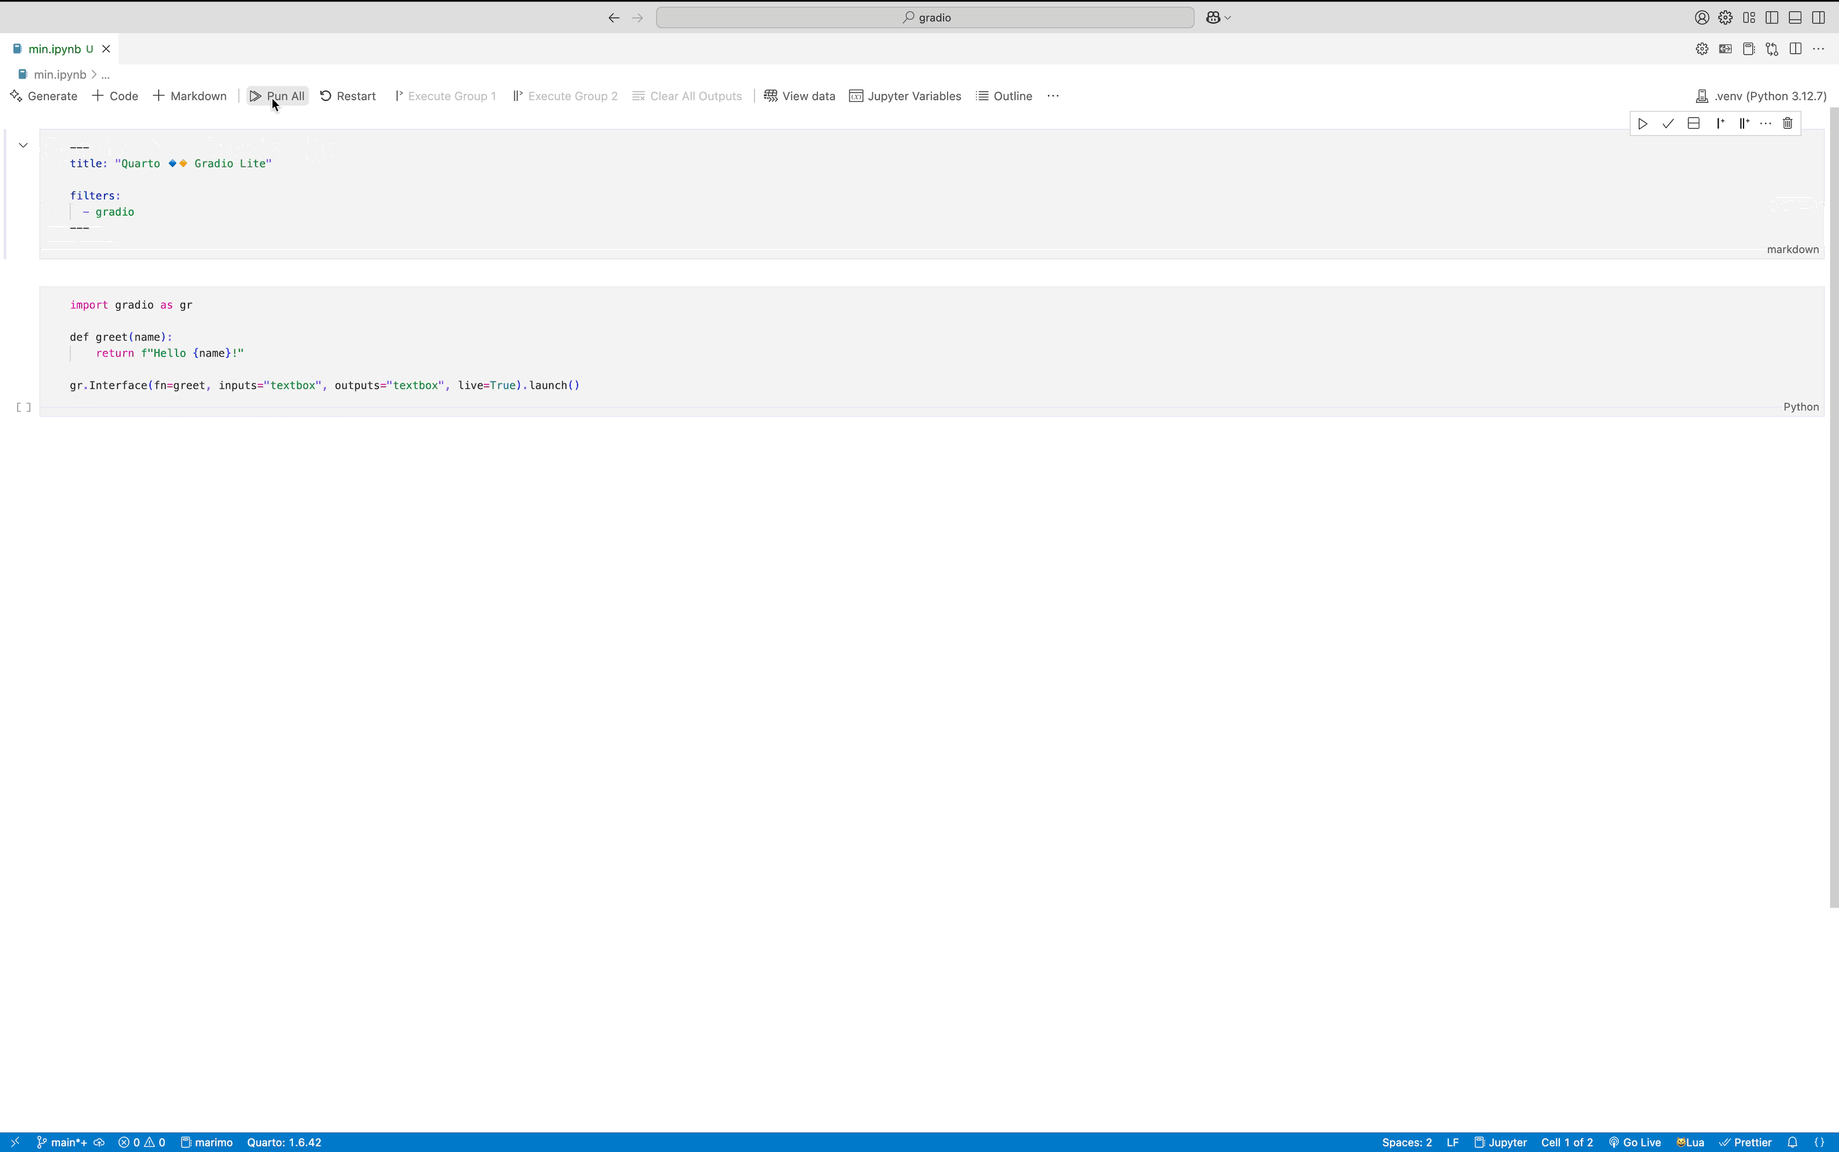 gradio
min.ipynb U
min.ipynb > ...
Generate + Code + Markdown Run All Restart Execute Group 1 Execute Group 2 Clear All Outputs View data Jupyter Variables Outline ... .venv (Python 3.12.7)
---
title: "Quarto 🔹🔸 Gradio Lite"
filters:
- gradio
---
markdown
import gradio as gr
def greet(name):
return f"Hello {name}!"
gr.Interface(fn=greet, inputs="textbox", outputs="textbox", live=True).launch()
[ ] Python
main*+ 0 0 marimo Quarto: 1.6.42 Spaces: 2 LF Jupyter Cell 1 of 2 Go Live Lua Prettier {}